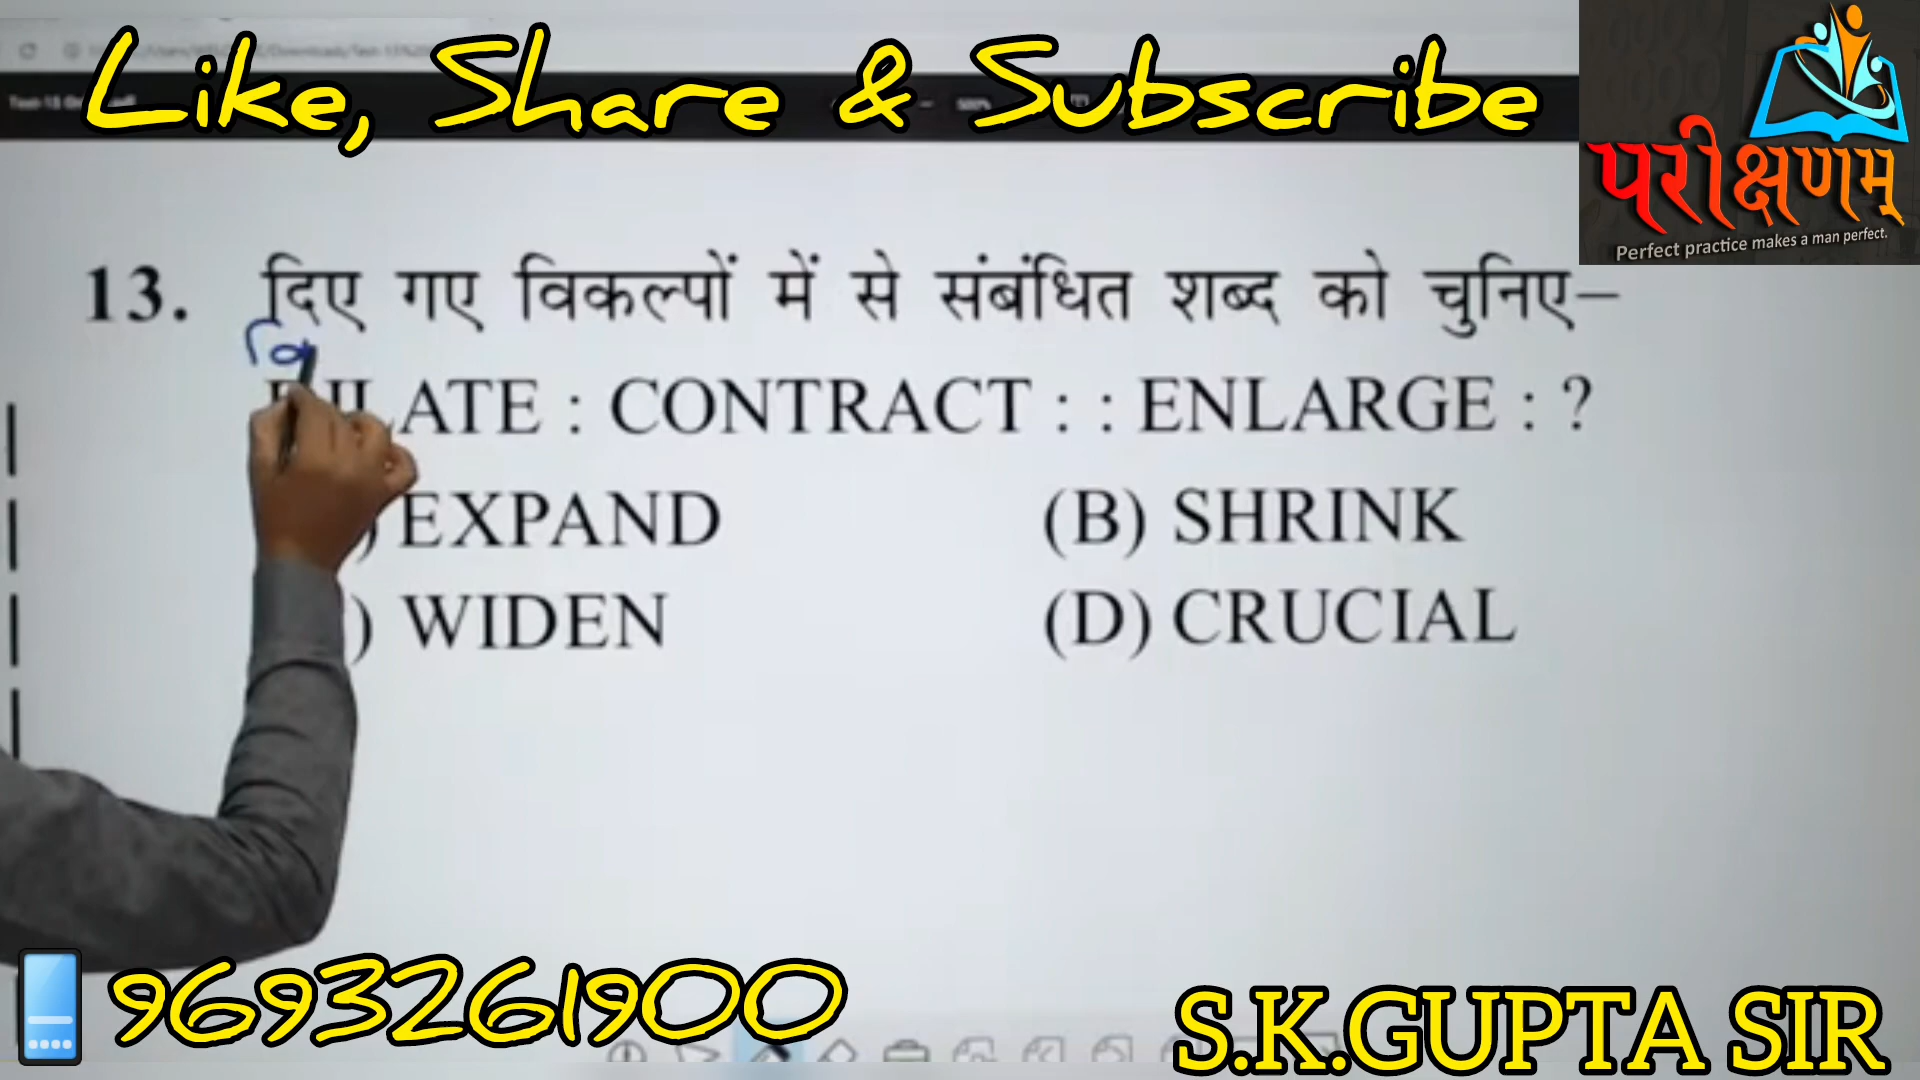 Like, Share & Subscribe
परीक्षणम्
Perfect practice makes a man perfect.
13. दिए गए विकल्पों में से संबंधित शब्द को चुनिए–
: CONTRACT : : ENLARGE : ?
) EXPAND (B) SHRINK
) WIDEN (D) CRUCIAL
9693261900
S.K.GUPTA SIR